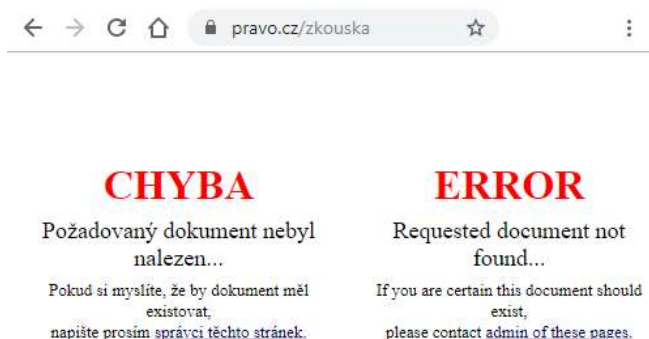 pravo.cz/zkouska
CHYBA
Požadovaný dokument nebyl
nalezen...
Pokud si myslíte, že by dokument měl
existovat,
napište prosím správci těchto stránek.
ERROR
Requested document not
found...
If you are certain this document should
exist,
please contact admin of these pages.